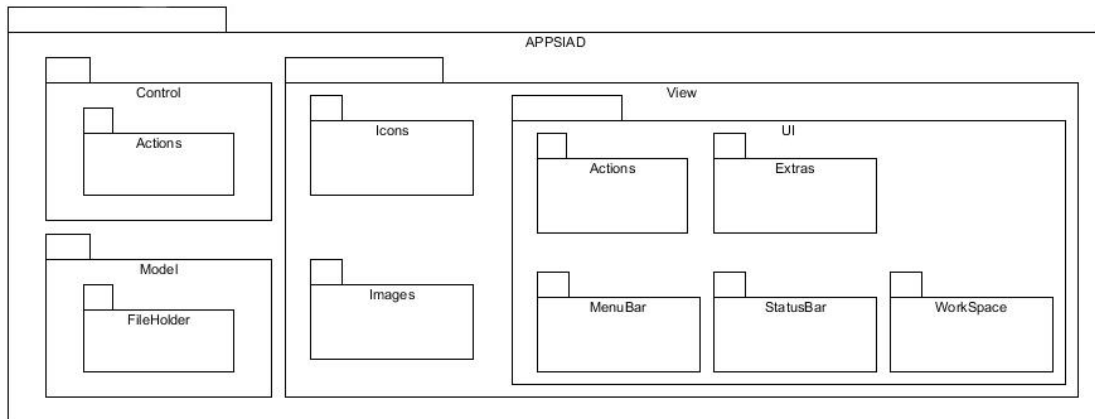 APPSIAD
Control
Actions
Model
FileHolder
View
Icons
Images
UI
Actions
Extras
MenuBar
StatusBar
WorkSpace